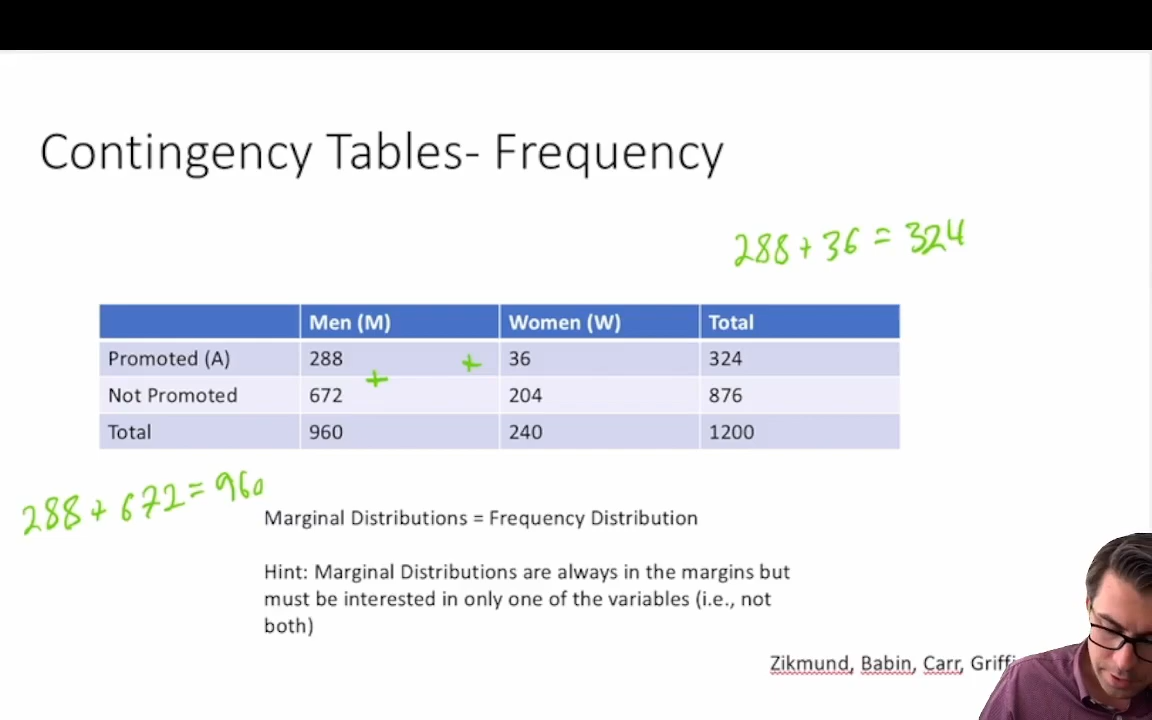 Contingency Tables- Frequency
288 + 36 = 324
Men (M) Women (W) Total
Promoted (A) 288 + 36 324
+
Not Promoted 672 204 876
Total 960 240 1200
288 + 672 = 960
Marginal Distributions = Frequency Distribution
Hint: Marginal Distributions are always in the margins but
must be interested in only one of the variables (i.e., not
both)
Zikmund, Babin, Carr,